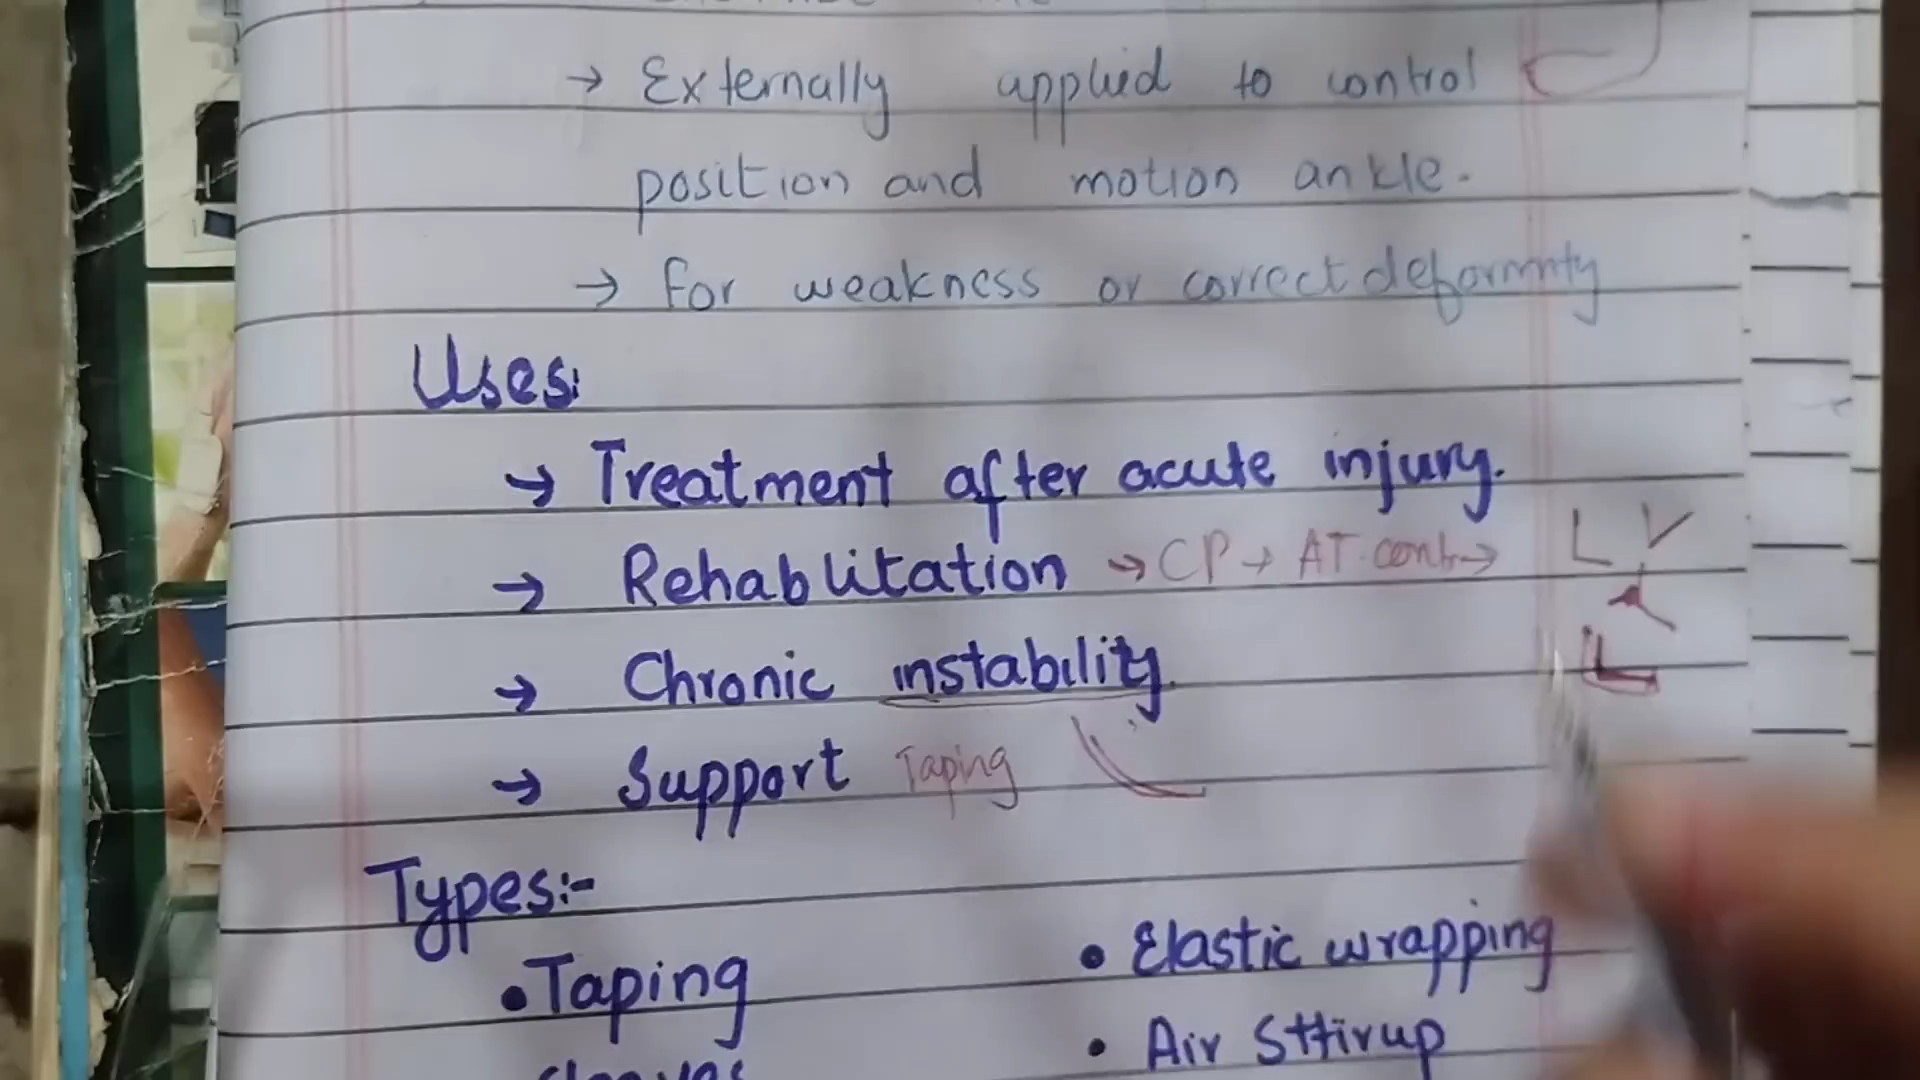 → Externally applied to control
position and motion ankle.
→ for weakness or correct deformity
Uses:
→ Treatment after acute injury.
→ Rehablitation → CP → AT. cont →
→ Chronic instability
→ Support Taping
Types:-
• Taping • Elastic wrapping
• Air Sttirup